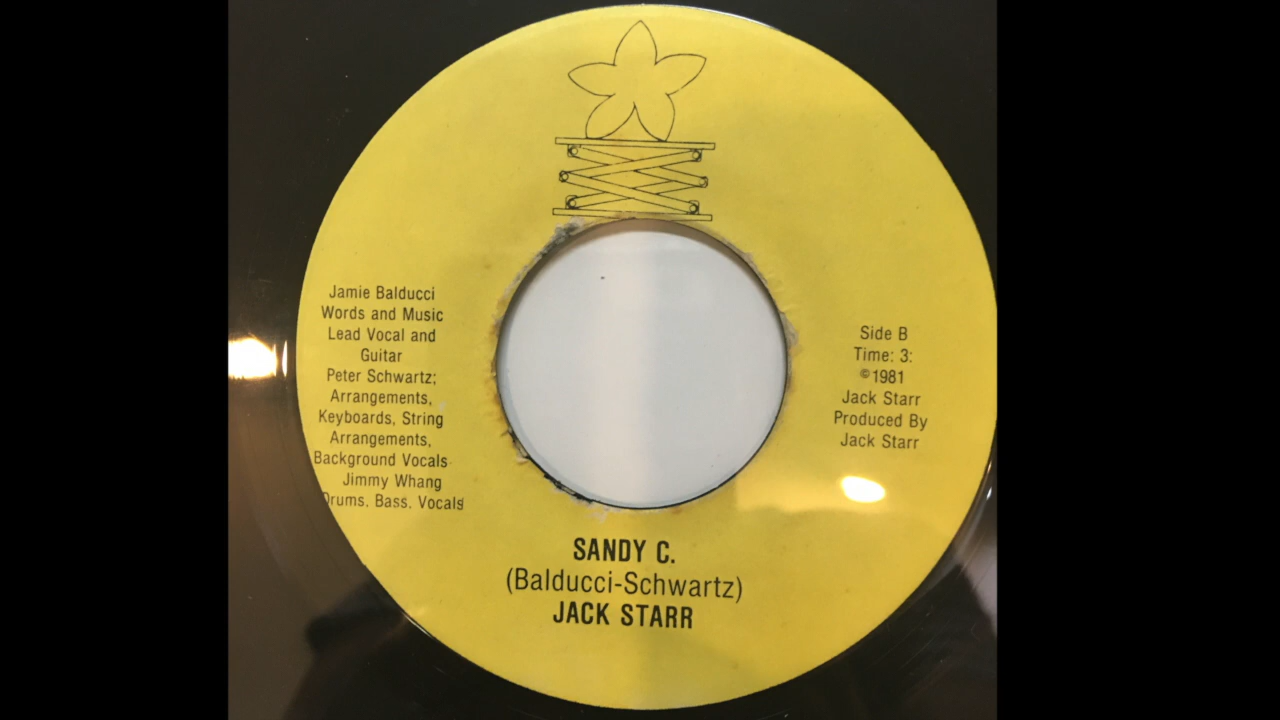 Jamie Balducci
Words and Music
Lead Vocal and
Guitar
Peter Schwartz;
Arrangements,
Keyboards, String
Arrangements,
Background Vocals
Jimmy Whang
Drums, Bass, Vocals
Side B
Time: 3:
©1981
Jack Starr
Produced By
Jack Starr
SANDY C.
(Balducci-Schwartz)
JACK STARR